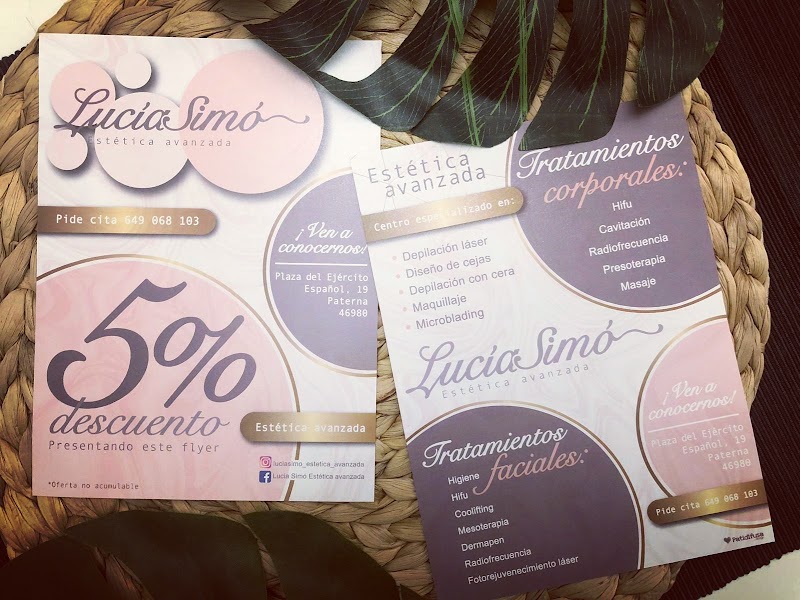 Lucía Simó
Estética avanzada
Pide cita 649 068 103
¡Ven a
conocernos!
Plaza del Ejército
Español, 19
Paterna
46980
5%
descuento
Presentando este flyer
Estética avanzada
luciasimo_estetica_avanzada
Lucia Simo Estética avanzada
*Oferta no acumulable
Estética
avanzada
Centro especializado en:
• Depilación láser
• Diseño de cejas
• Depilación con cera
• Maquillaje
• Microblading
Tratamientos
corporales:
Hifu
Cavitación
Radiofrecuencia
Presoterapia
Masaje
Lucía Simó
Estética avanzada
¡Ven a
conocernos!
Plaza del Ejército
Español, 19
Paterna
46980
Pide cita 649 068 103
Tratamientos
faciales:
Higiene
Hifu
Coolifting
Mesoterapia
Dermapen
Radiofrecuencia
Fotorejuvenecimiento láser
Patidifusa